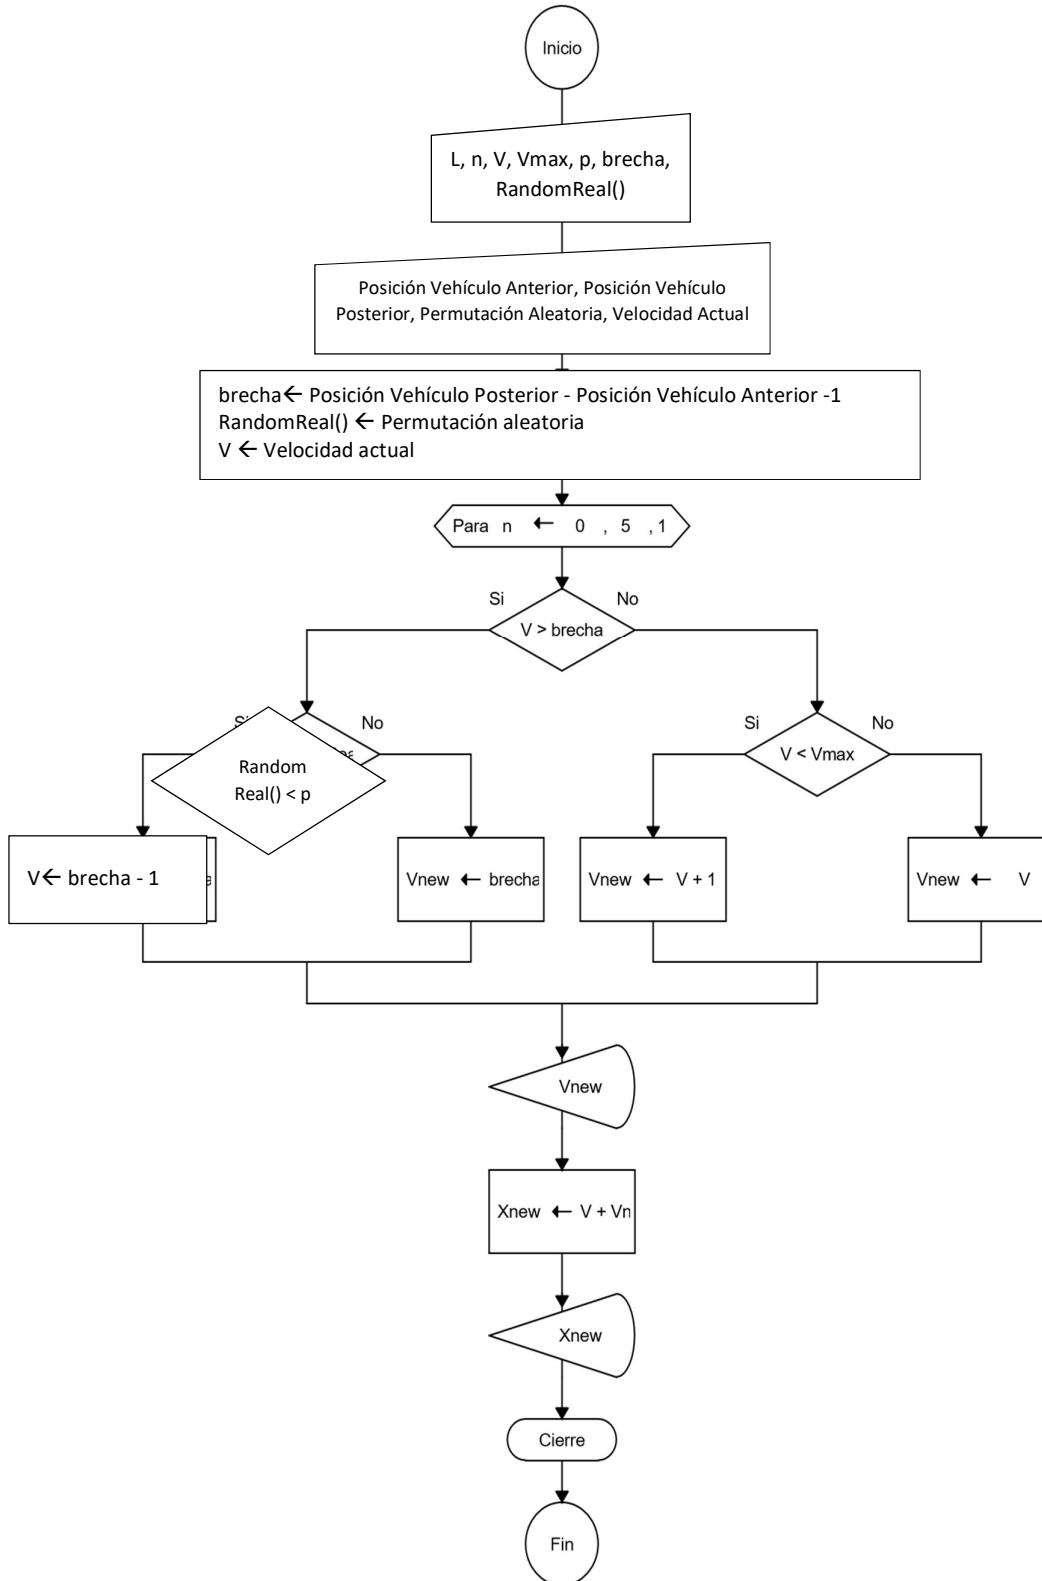 Inicio
L, n, V, Vmax, p, brecha,
RandomReal()
Posición Vehículo Anterior, Posición Vehículo
Posterior, Permutación Aleatoria, Velocidad Actual
brecha← Posición Vehículo Posterior - Posición Vehículo Anterior -1
RandomReal() ← Permutación aleatoria
V ← Velocidad actual
Para n ← 0 , 5 , 1
Si No
V > brecha
No
Random
Real() < p
Si No
V < Vmax
V← brecha - 1
Vnew ← brecha
Vnew ← V + 1
Vnew ← V
Vnew
Xnew ← V + Vn
Xnew
Cierre
Fin